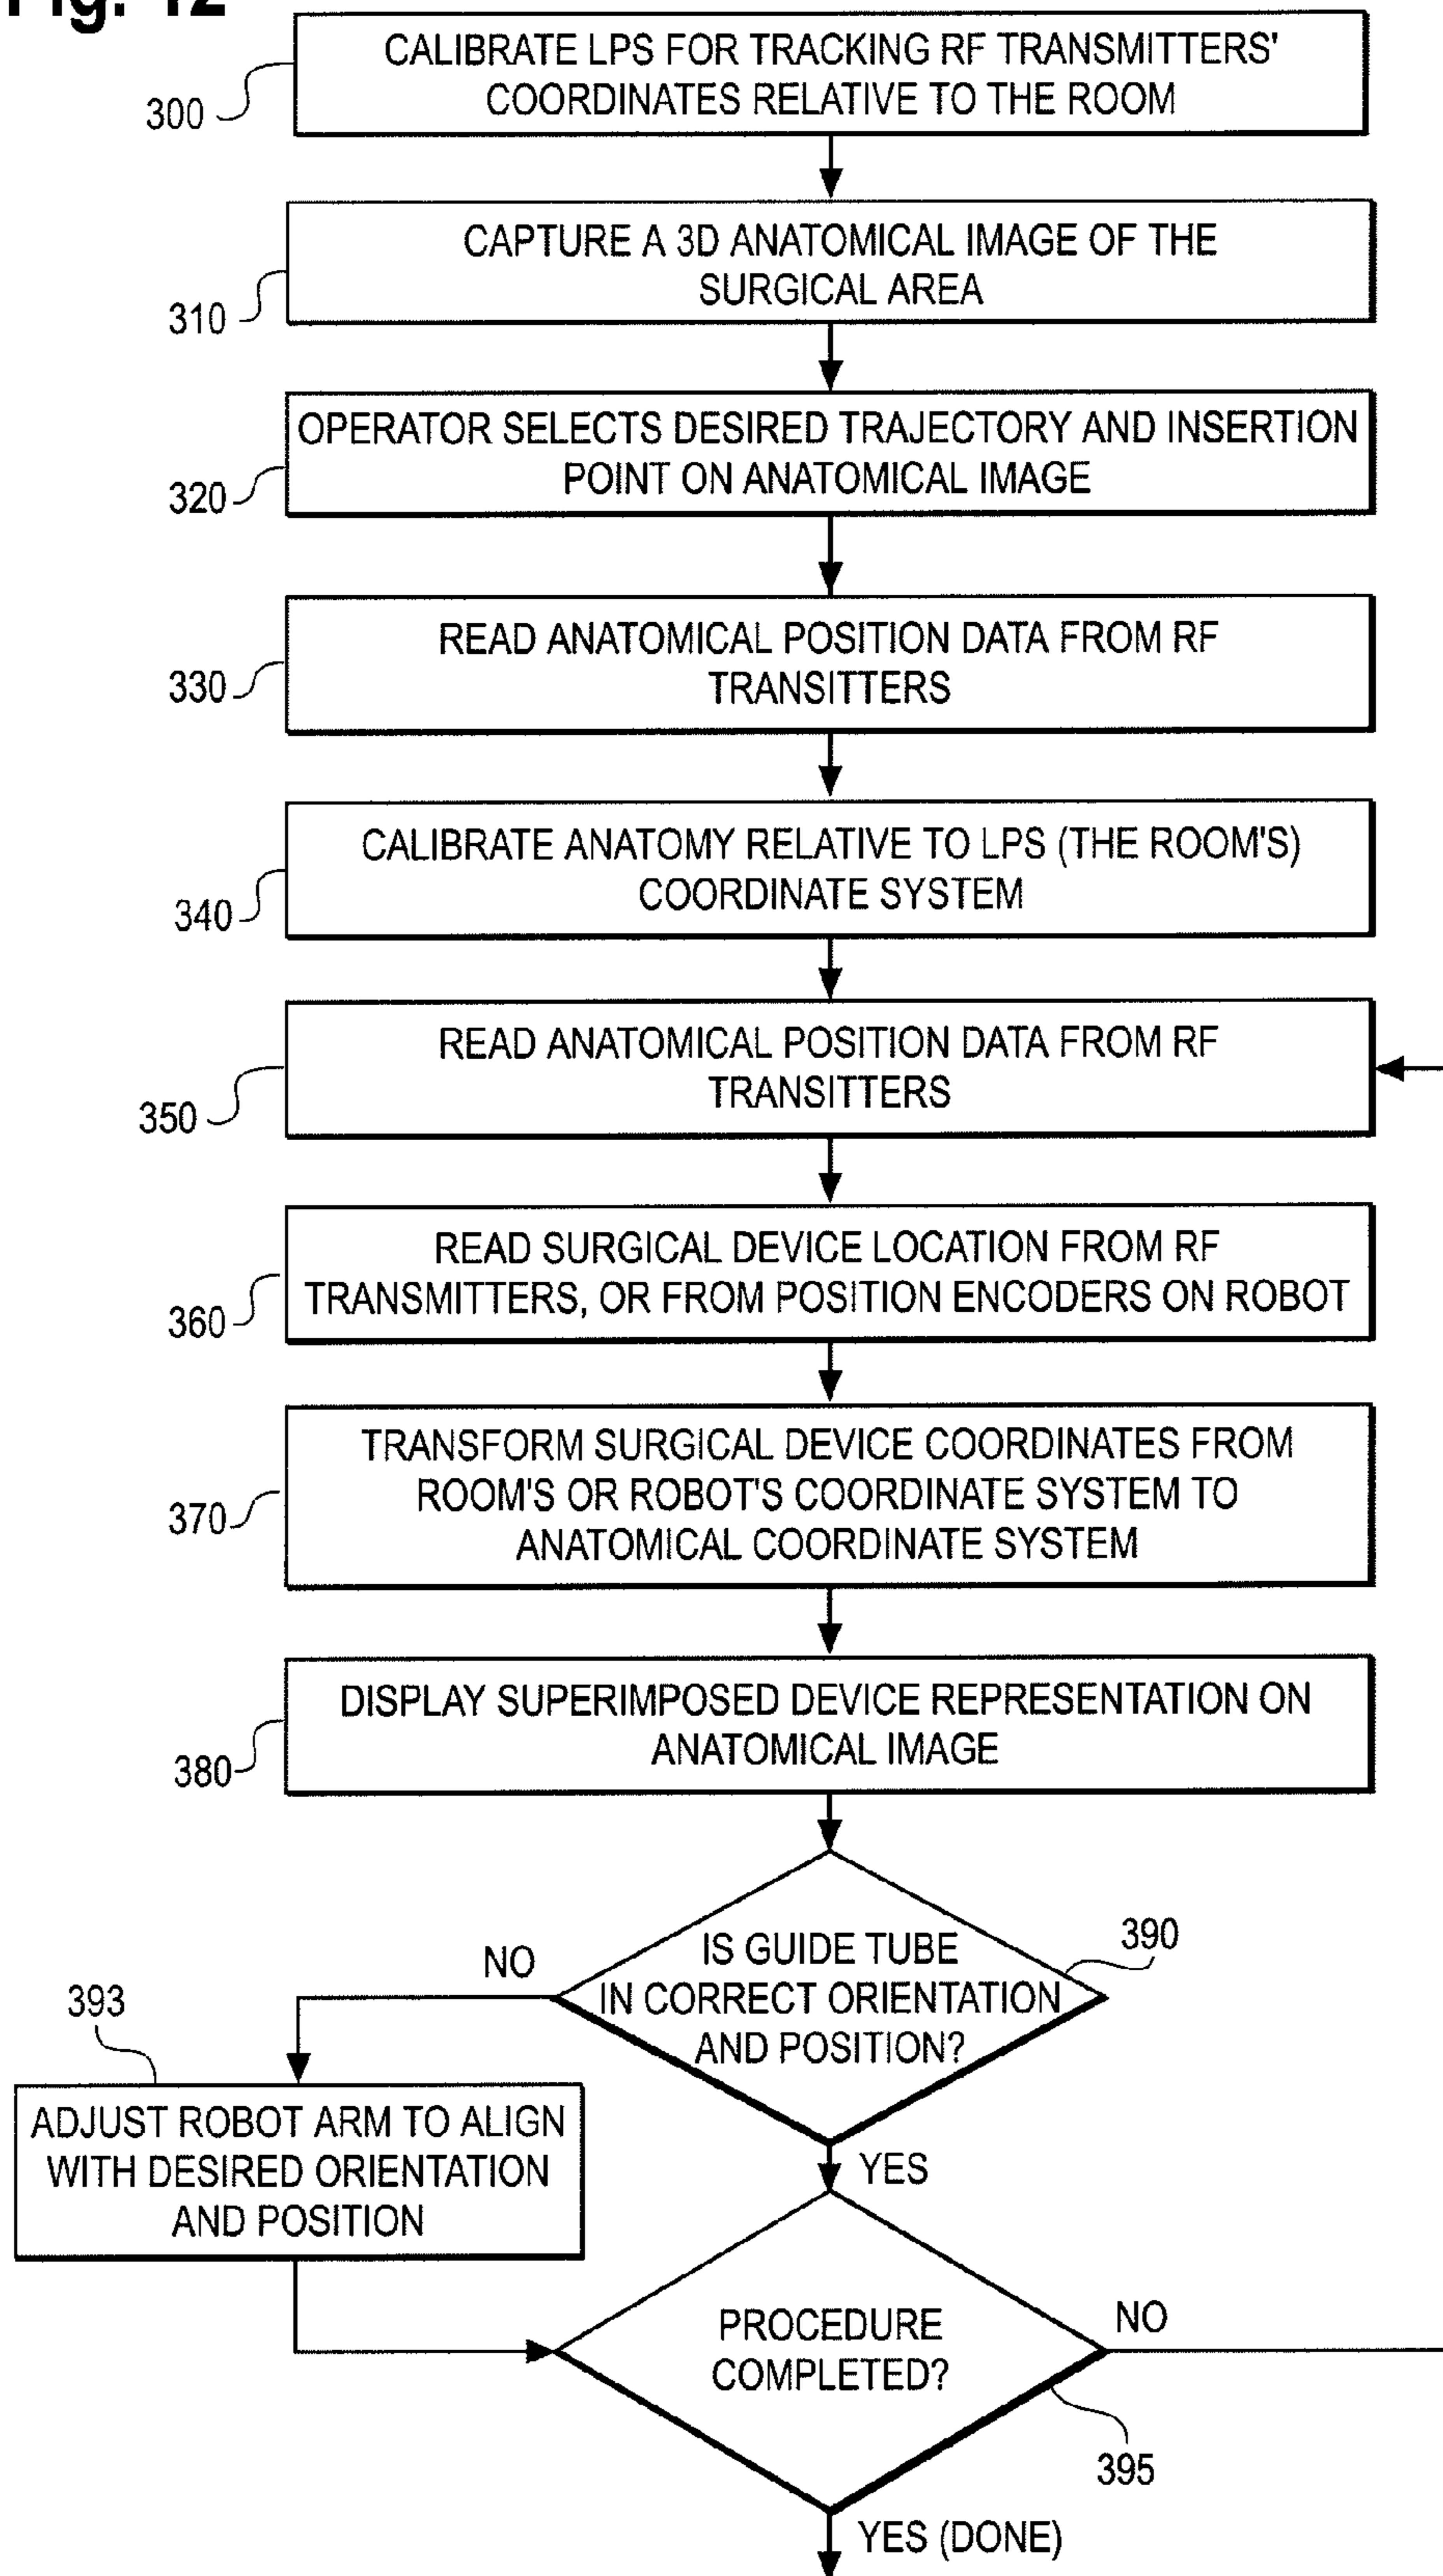 Fig. 12
CALIBRATE LPS FOR TRACKING RF TRANSMITTERS'
COORDINATES RELATIVE TO THE ROOM
300
CAPTURE A 3D ANATOMICAL IMAGE OF THE
SURGICAL AREA
310
OPERATOR SELECTS DESIRED TRAJECTORY AND INSERTION
POINT ON ANATOMICAL IMAGE
320
READ ANATOMICAL POSITION DATA FROM RF
TRANSITTERS
330
CALIBRATE ANATOMY RELATIVE TO LPS (THE ROOM'S)
COORDINATE SYSTEM
340
READ ANATOMICAL POSITION DATA FROM RF
TRANSITTERS
350
READ SURGICAL DEVICE LOCATION FROM RF
TRANSMITTERS, OR FROM POSITION ENCODERS ON ROBOT
360
TRANSFORM SURGICAL DEVICE COORDINATES FROM
ROOM'S OR ROBOT'S COORDINATE SYSTEM TO
ANATOMICAL COORDINATE SYSTEM
370
DISPLAY SUPERIMPOSED DEVICE REPRESENTATION ON
ANATOMICAL IMAGE
380
IS GUIDE TUBE
IN CORRECT ORIENTATION
AND POSITION?
390
NO
393
ADJUST ROBOT ARM TO ALIGN
WITH DESIRED ORIENTATION
AND POSITION
YES
PROCEDURE
COMPLETED?
NO
395
YES (DONE)